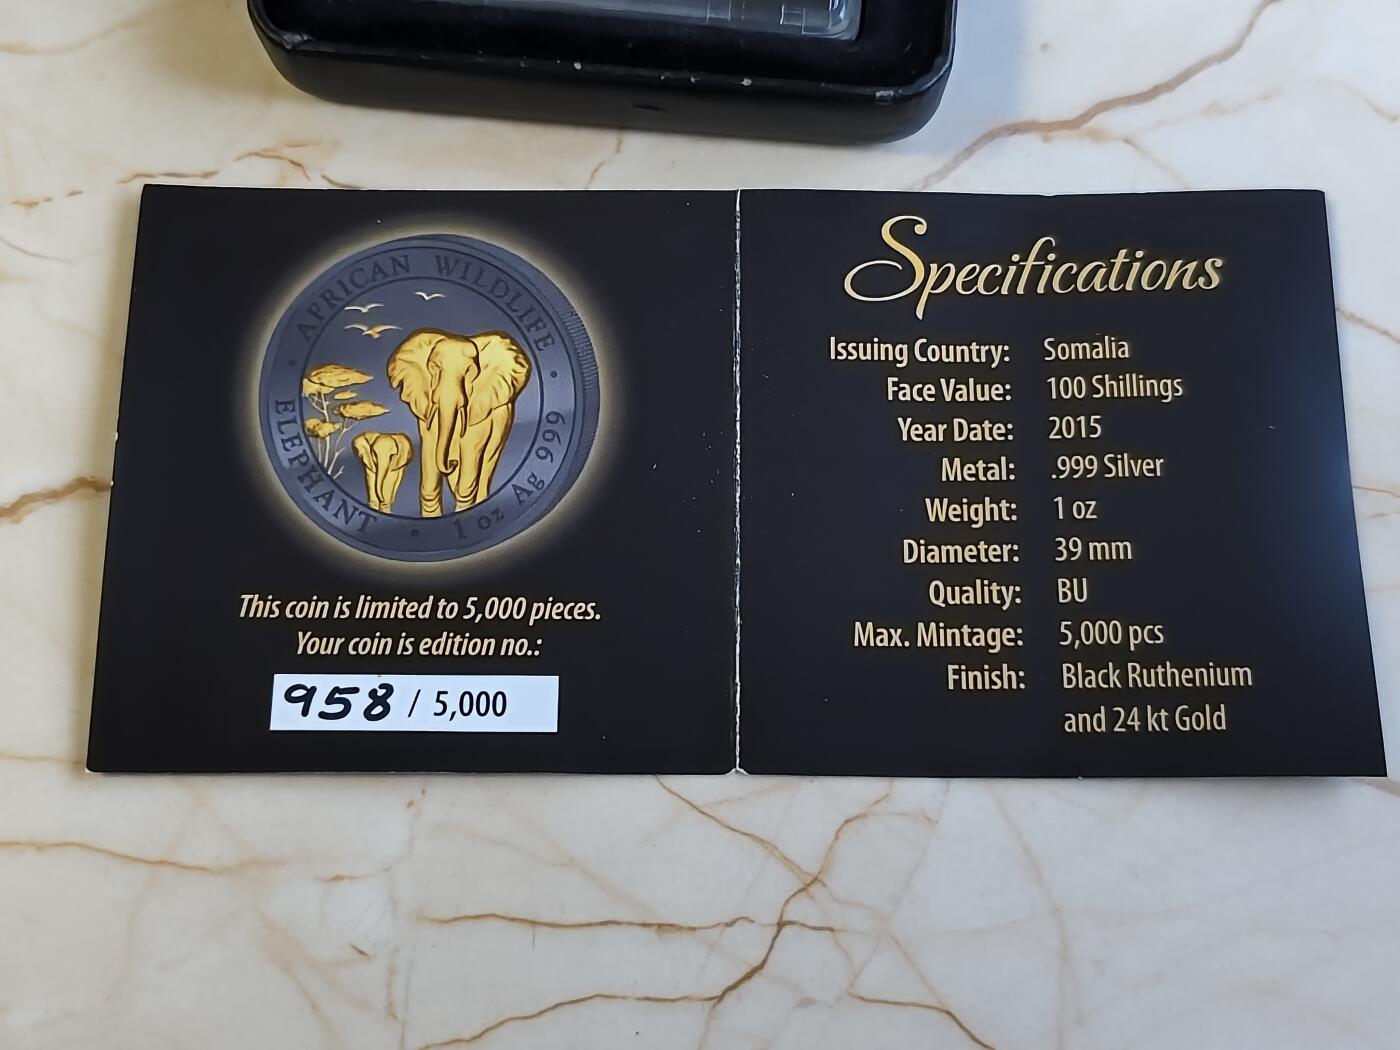 AFRICAN WILDLIFE
ELEPHANT • 1 oz Ag 999
This coin is limited to 5,000 pieces.
Your coin is edition no.:
958 / 5,000
Specifications
Issuing Country: Somalia
Face Value: 100 Shillings
Year Date: 2015
Metal: .999 Silver
Weight: 1 oz
Diameter: 39 mm
Quality: BU
Max. Mintage: 5,000 pcs
Finish: Black Ruthenium
and 24 kt Gold